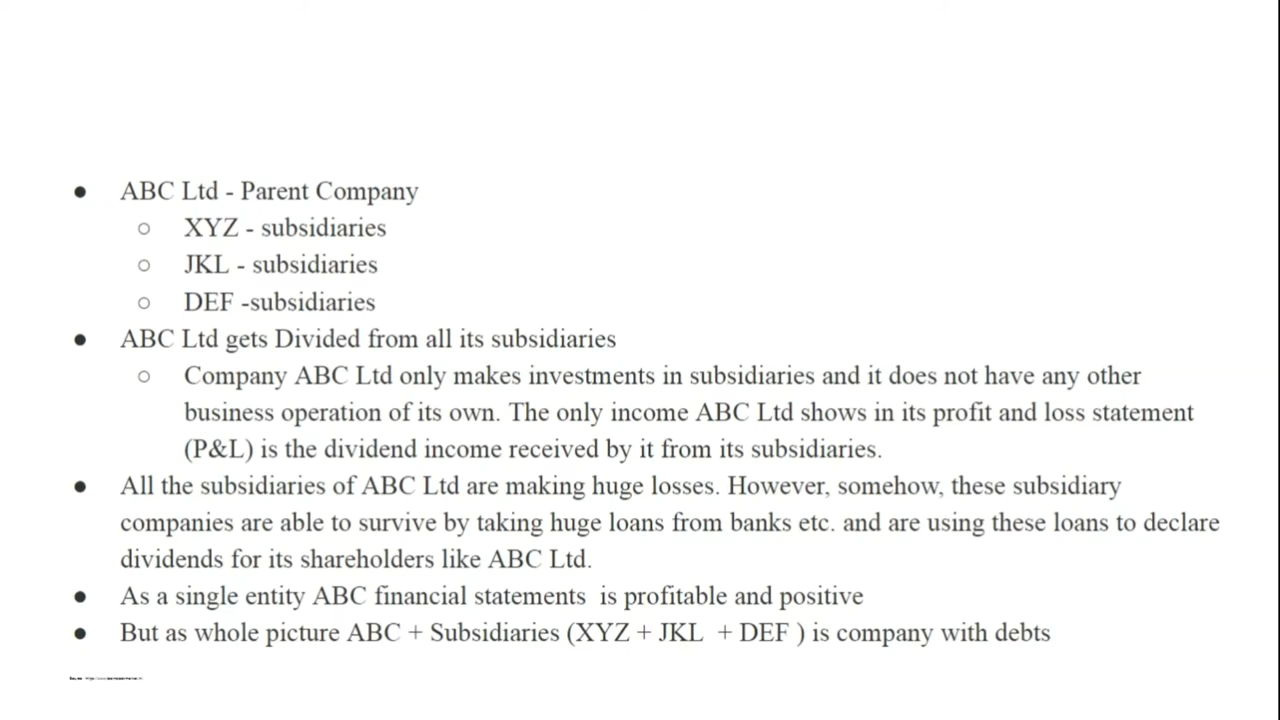 ● ABC Ltd - Parent Company
○ XYZ - subsidiaries
○ JKL - subsidiaries
○ DEF -subsidiaries
● ABC Ltd gets Divided from all its subsidiaries
○ Company ABC Ltd only makes investments in subsidiaries and it does not have any other
business operation of its own. The only income ABC Ltd shows in its profit and loss statement
(P&L) is the dividend income received by it from its subsidiaries.
● All the subsidiaries of ABC Ltd are making huge losses. However, somehow, these subsidiary
companies are able to survive by taking huge loans from banks etc. and are using these loans to declare
dividends for its shareholders like ABC Ltd.
● As a single entity ABC financial statements is profitable and positive
● But as whole picture ABC + Subsidiaries (XYZ + JKL + DEF ) is company with debts